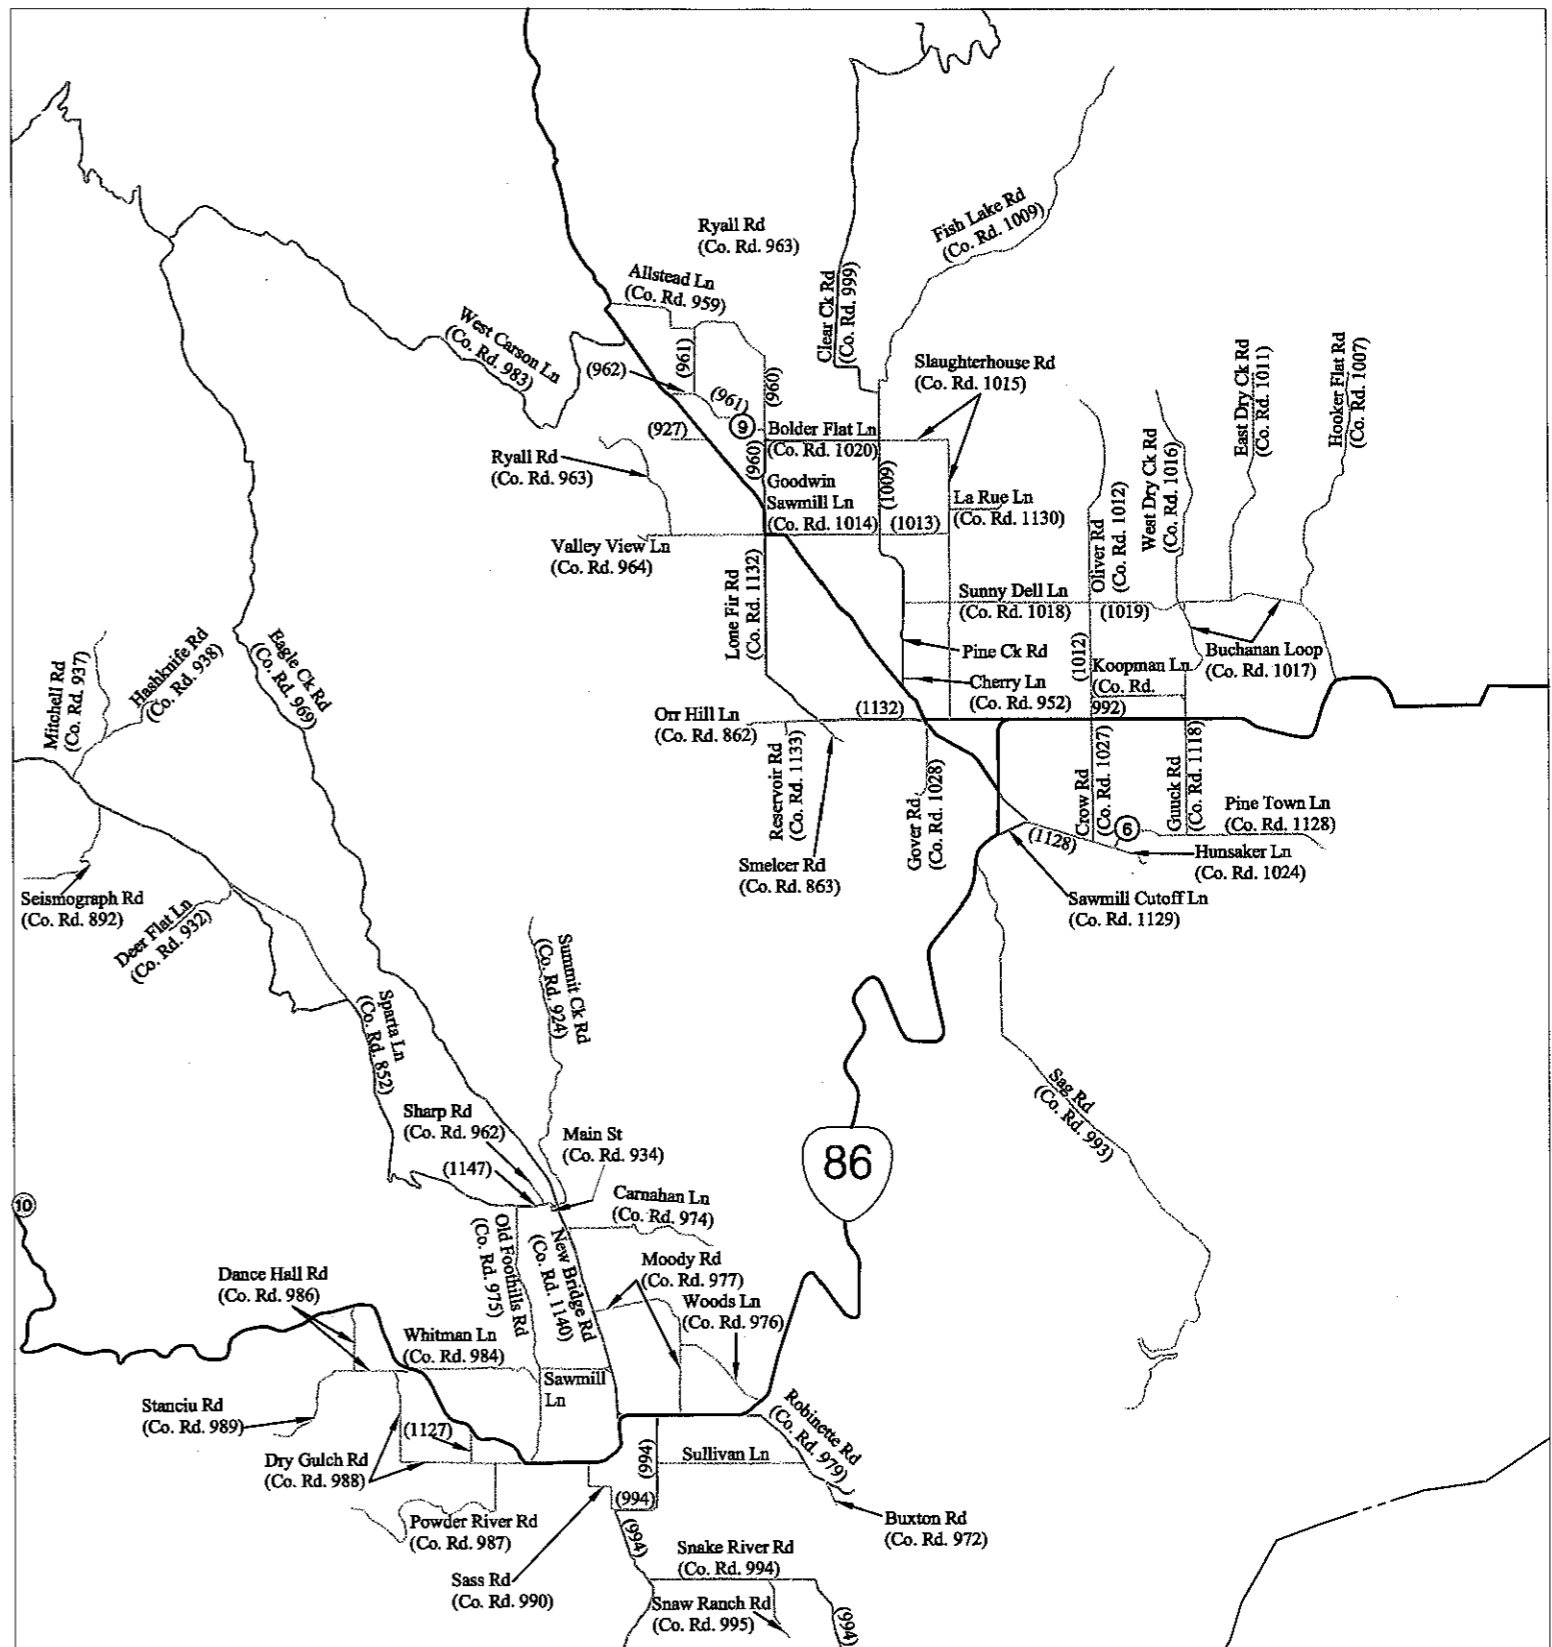 Ryall Rd
(Co. Rd. 963)
Fish Lake Rd
(Co. Rd. 1009)
Allstead Ln
(Co. Rd. 959)
Clear Ck Rd
(Co. Rd. 999)
West Carson Ln
(Co. Rd. 983)
(962)
(961)
(961)
(960)
Slaughterhouse Rd
(Co. Rd. 1015)
East Dry Ck Rd
(Co. Rd. 1011)
Hooker Flat Rd
(Co. Rd. 1007)
(927)
9
Bolder Flat Ln
(Co. Rd. 1020)
(960)
Ryall Rd
(Co. Rd. 963)
Goodwin
Sawmill Ln
(Co. Rd. 1014)
(1009)
(1013)
La Rue Ln
(Co. Rd. 1130)
Oliver Rd
(Co. Rd. 1012)
West Dry Ck Rd
(Co. Rd. 1016)
Valley View Ln
(Co. Rd. 964)
Lone Fir Rd
(Co. Rd. 1132)
Sunny Dell Ln
(Co. Rd. 1018)
(1019)
Pine Ck Rd
(1012)
Koopman Ln
(Co. Rd.
992)
Buchanan Loop
(Co. Rd. 1017)
Cherry Ln
(Co. Rd. 952)
Mitchell Rd
(Co. Rd. 937)
Hashknife Rd
(Co. Rd. 938)
Eagle Ck Rd
(Co. Rd. 969)
Orr Hill Ln
(Co. Rd. 862)
(1132)
Reservoir Rd
(Co. Rd. 1133)
Gover Rd
(Co. Rd. 1028)
Crow Rd
(Co. Rd. 1027)
Guuck Rd
(Co. Rd. 1118)
6
Pine Town Ln
(Co. Rd. 1128)
(1128)
Hunsaker Ln
(Co. Rd. 1024)
Smelcer Rd
(Co. Rd. 863)
Sawmill Cutoff Ln
(Co. Rd. 1129)
Seismograph Rd
(Co. Rd. 892)
Deer Flat Ln
(Co. Rd. 932)
Summit Ck Rd
(Co. Rd. 924)
Sparta Ln
(Co. Rd. 852)
Sag Rd
(Co. Rd. 993)
Sharp Rd
(Co. Rd. 962)
Main St
(Co. Rd. 934)
(1147)
86
Carnahan Ln
(Co. Rd. 974)
10
Old Foothills Rd
(Co. Rd. 975)
New Bridge Rd
(Co. Rd. 1140)
Moody Rd
(Co. Rd. 977)
Dance Hall Rd
(Co. Rd. 986)
Woods Ln
(Co. Rd. 976)
Whitman Ln
(Co. Rd. 984)
Sawmill
Ln
Stanciu Rd
(Co. Rd. 989)
Robinette Rd
(Co. Rd. 979)
(1127)
Dry Gulch Rd
(Co. Rd. 988)
(994)
Sullivan Ln
(994)
Powder River Rd
(Co. Rd. 987)
(994)
Buxton Rd
(Co. Rd. 972)
Snake River Rd
(Co. Rd. 994)
Sass Rd
(Co. Rd. 990)
Snaw Ranch Rd
(Co. Rd. 995)
(994)